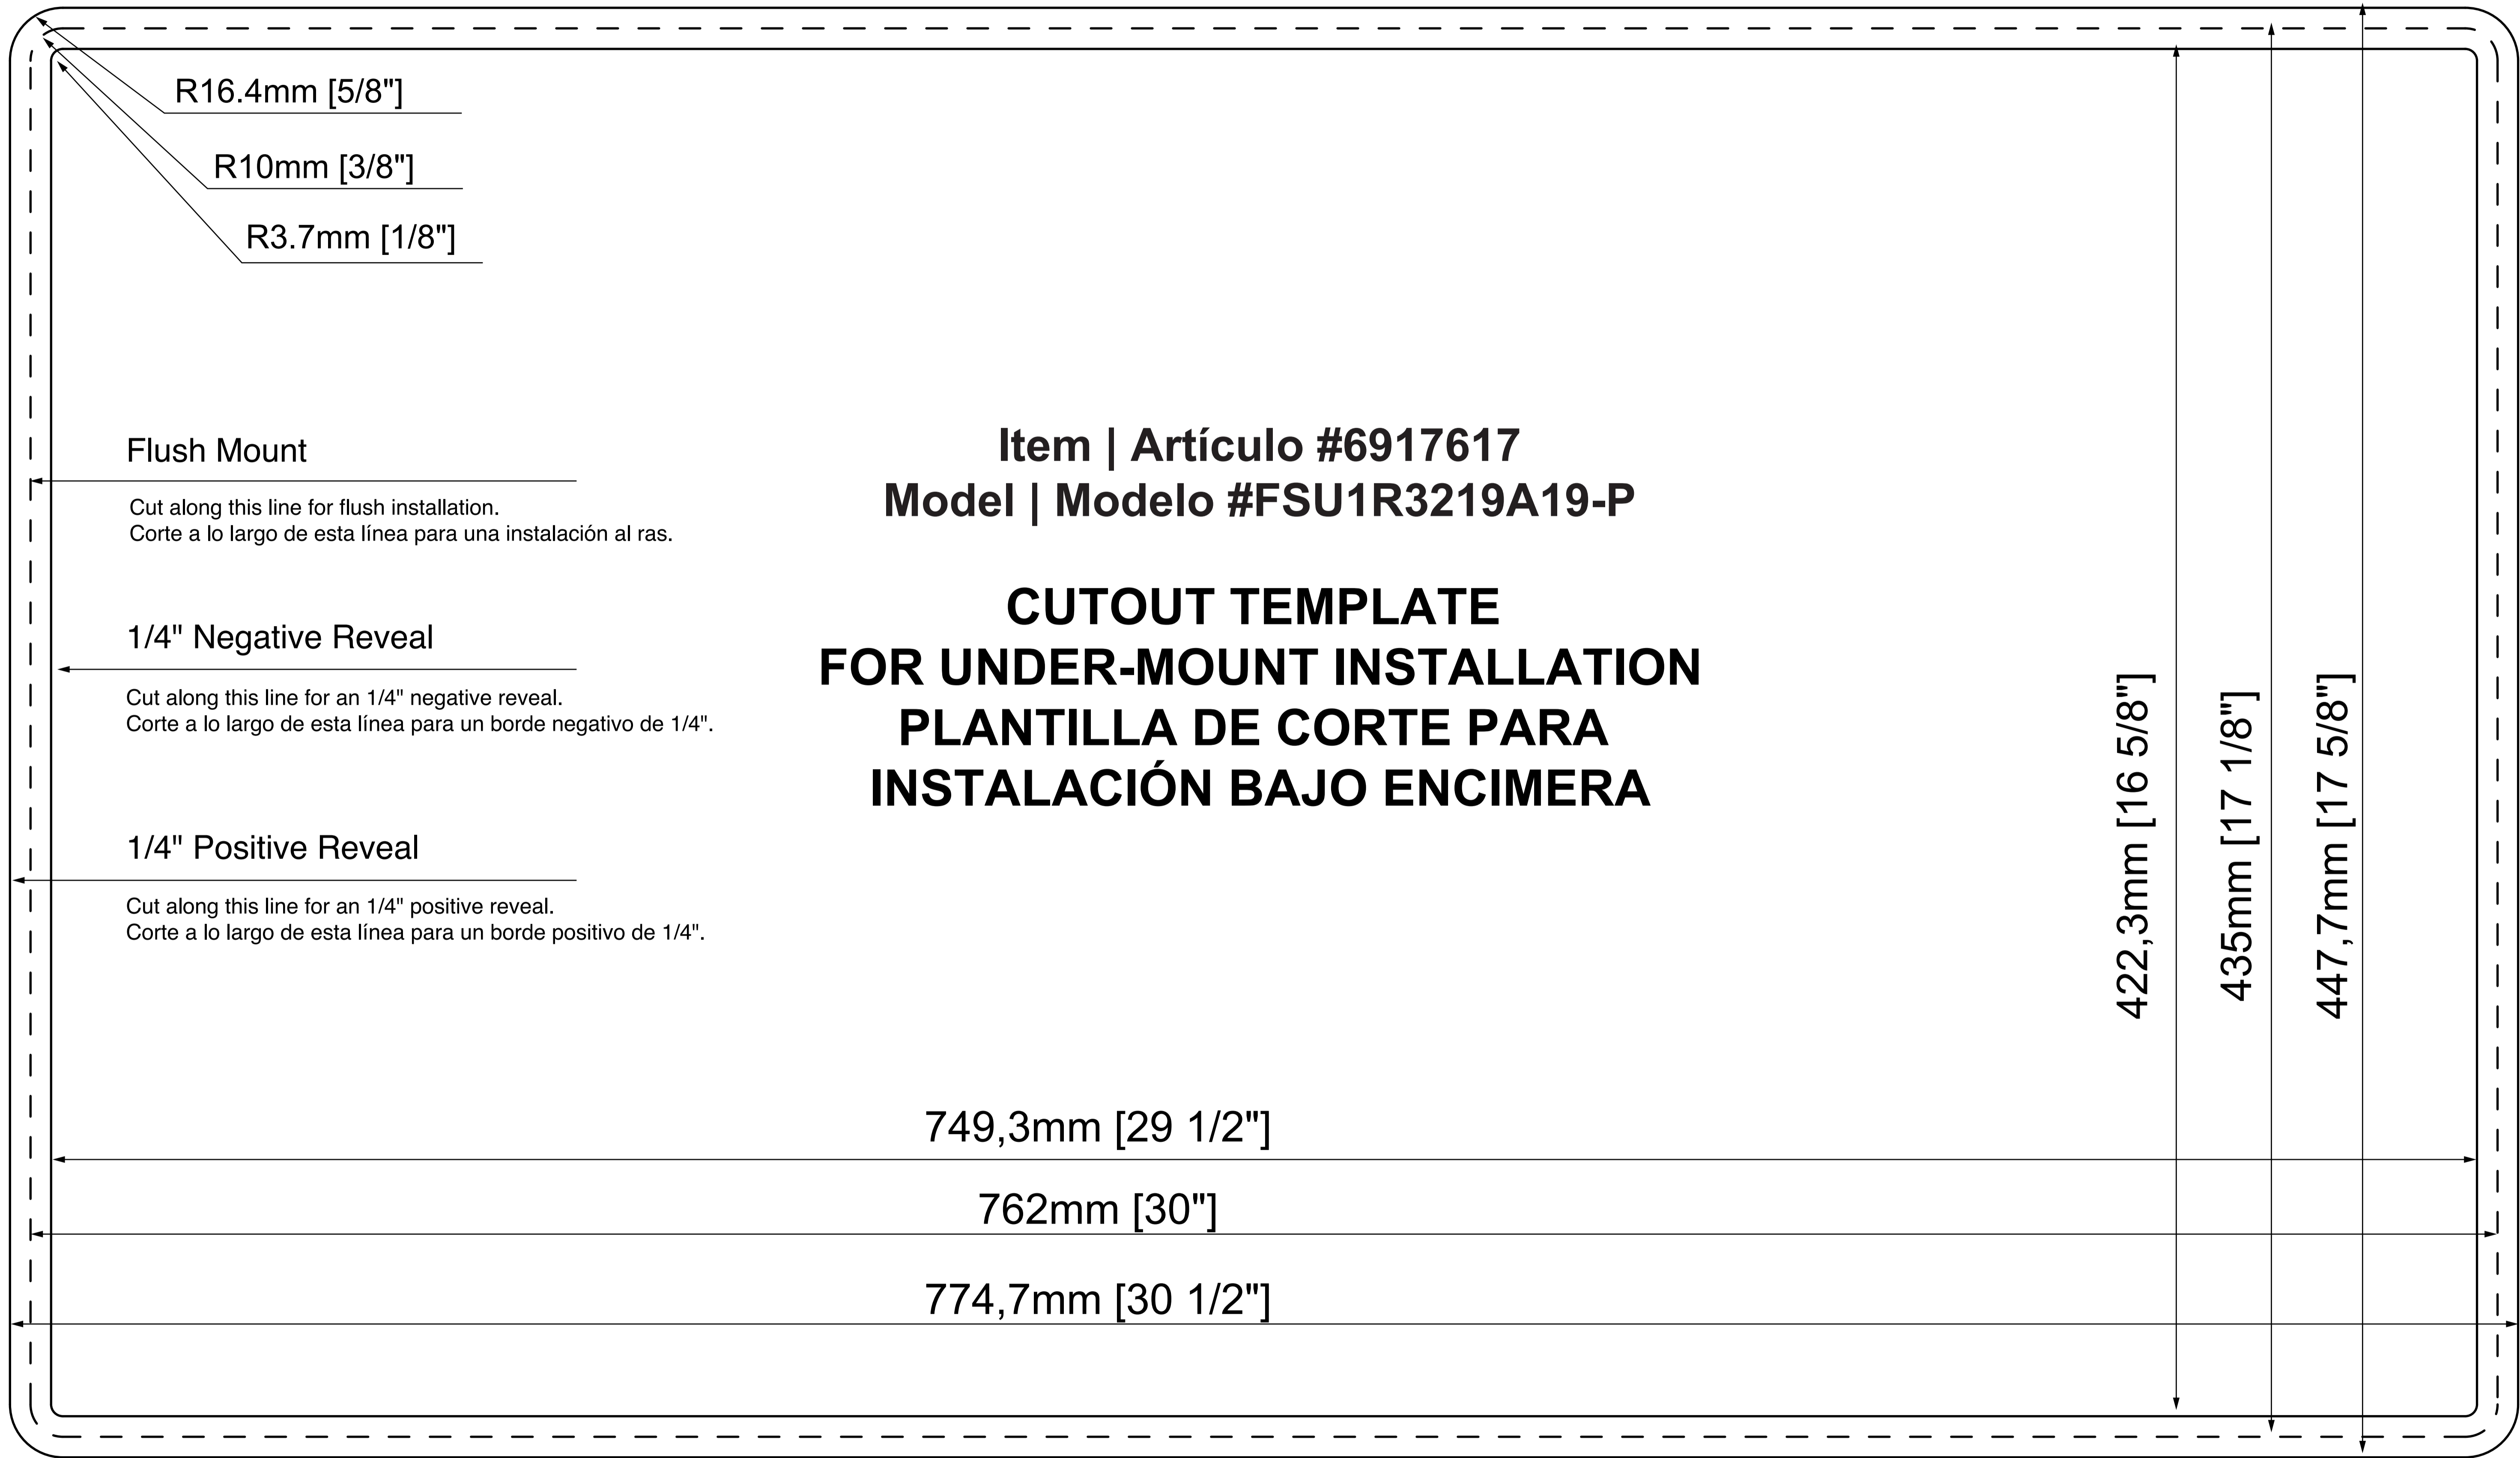 R16.4mm [5/8"]
R10mm [3/8"]
R3.7mm [1/8"]
Flush Mount
Cut along this line for flush installation.
Corte a lo largo de esta línea para una instalación al ras.
1/4" Negative Reveal
Cut along this line for an 1/4" negative reveal.
Corte a lo largo de esta línea para un borde negativo de 1/4".
1/4" Positive Reveal
Cut along this line for an 1/4" positive reveal.
Corte a lo largo de esta línea para un borde positivo de 1/4".
Item | Artículo #6917617
Model | Modelo #FSU1R3219A19-P
CUTOUT TEMPLATE
FOR UNDER-MOUNT INSTALLATION
PLANTILLA DE CORTE PARA
INSTALACIÓN BAJO ENCIMERA
422,3mm [16 5/8"]
435mm [17 1/8"]
447,7mm [17 5/8"]
749,3mm [29 1/2"]
762mm [30"]
774,7mm [30 1/2"]